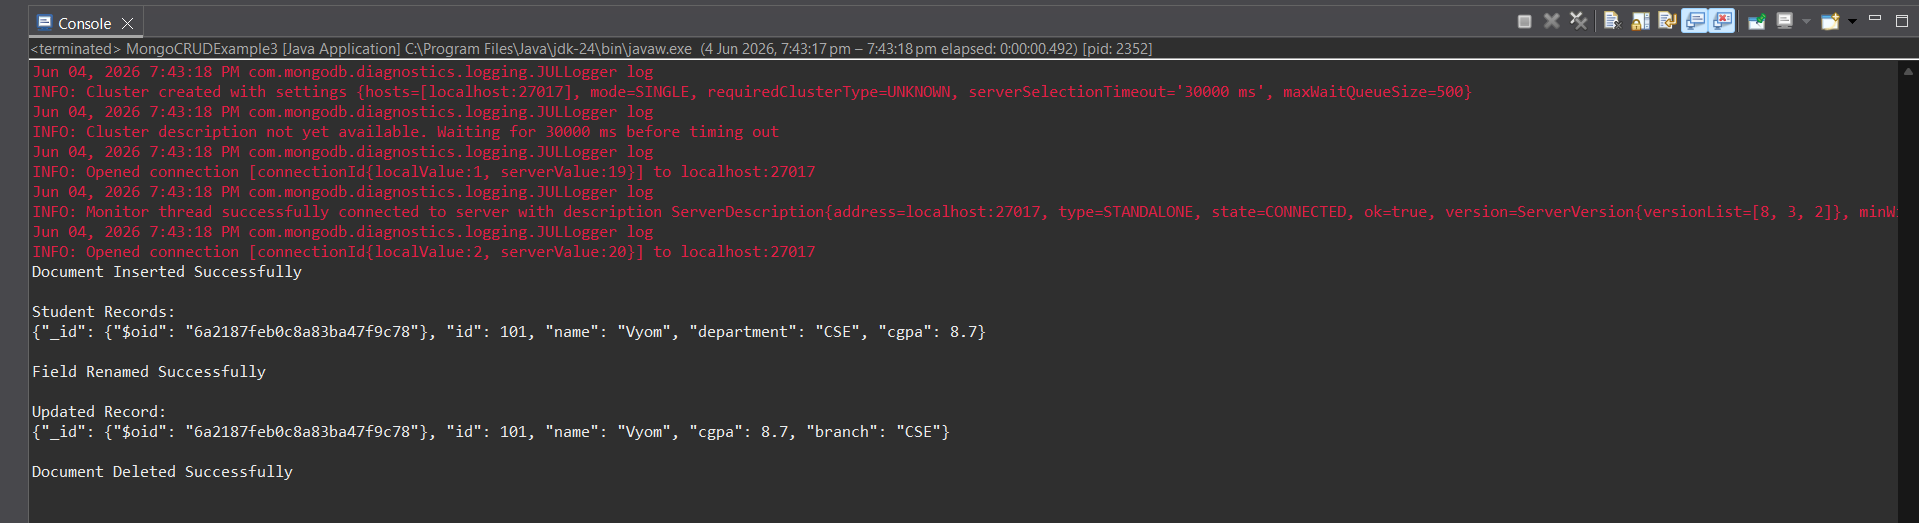 Console
<terminated> MongoCRUDExample3 [Java Application] C:\Program Files\Java\jdk-24\bin\javaw.exe (4 Jun 2026, 7:43:17 pm – 7:43:18 pm elapsed: 0:00:00.492) [pid: 2352]
Jun 04, 2026 7:43:18 PM com.mongodb.diagnostics.logging.JULLogger log
INFO: Cluster created with settings {hosts=[localhost:27017], mode=SINGLE, requiredClusterType=UNKNOWN, serverSelectionTimeout='30000 ms', maxWaitQueueSize=500}
Jun 04, 2026 7:43:18 PM com.mongodb.diagnostics.logging.JULLogger log
INFO: Cluster description not yet available. Waiting for 30000 ms before timing out
Jun 04, 2026 7:43:18 PM com.mongodb.diagnostics.logging.JULLogger log
INFO: Opened connection [connectionId{localValue:1, serverValue:19}] to localhost:27017
Jun 04, 2026 7:43:18 PM com.mongodb.diagnostics.logging.JULLogger log
INFO: Monitor thread successfully connected to server with description ServerDescription{address=localhost:27017, type=STANDALONE, state=CONNECTED, ok=true, version=ServerVersion{versionList=[8, 3, 2]}, minW
Jun 04, 2026 7:43:18 PM com.mongodb.diagnostics.logging.JULLogger log
INFO: Opened connection [connectionId{localValue:2, serverValue:20}] to localhost:27017
Document Inserted Successfully
Student Records:
{"_id": {"$oid": "6a2187feb0c8a83ba47f9c78"}, "id": 101, "name": "Vyom", "department": "CSE", "cgpa": 8.7}
Field Renamed Successfully
Updated Record:
{"_id": {"$oid": "6a2187feb0c8a83ba47f9c78"}, "id": 101, "name": "Vyom", "cgpa": 8.7, "branch": "CSE"}
Document Deleted Successfully